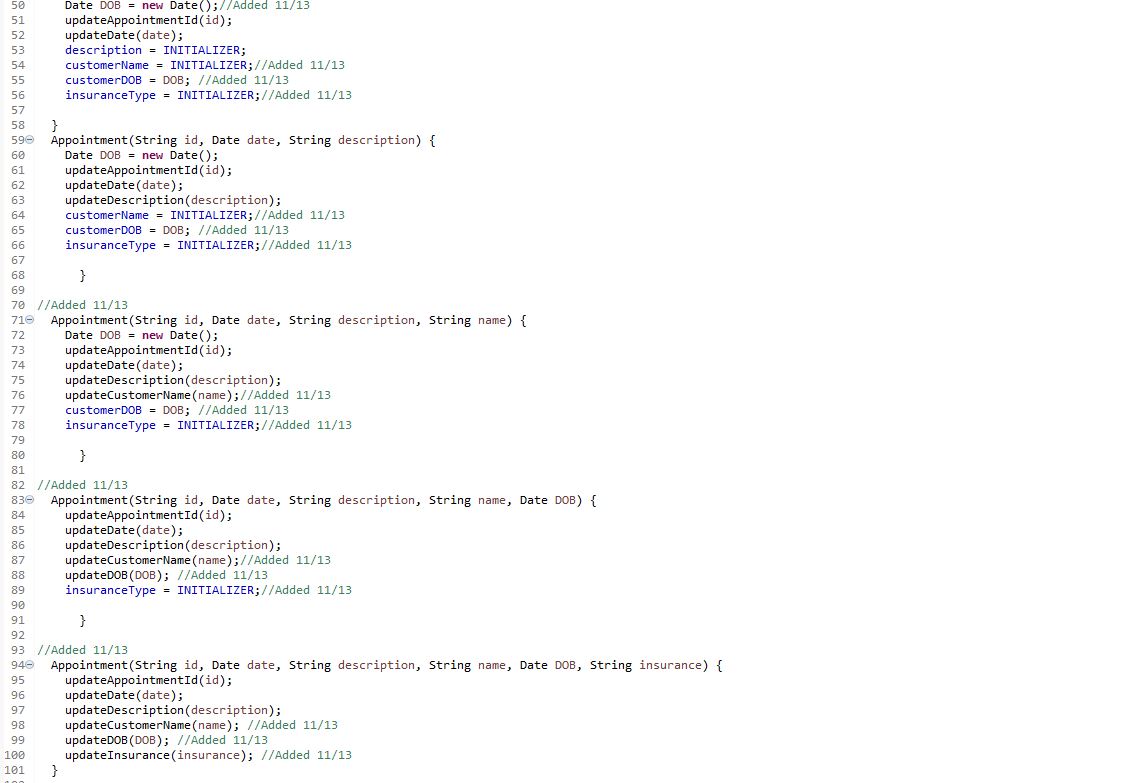 50 Date DOB = new Date();//Added 11/13
51 updateAppointmentId(id);
52 updateDate(date);
53 description = INITIALIZER;
54 customerName = INITIALIZER;//Added 11/13
55 customerDOB = DOB; //Added 11/13
56 insuranceType = INITIALIZER;//Added 11/13
57
58 }
59 Appointment(String id, Date date, String description) {
60 Date DOB = new Date();
61 updateAppointmentId(id);
62 updateDate(date);
63 updateDescription(description);
64 customerName = INITIALIZER;//Added 11/13
65 customerDOB = DOB; //Added 11/13
66 insuranceType = INITIALIZER;//Added 11/13
67
68 }
69
70 //Added 11/13
71 Appointment(String id, Date date, String description, String name) {
72 Date DOB = new Date();
73 updateAppointmentId(id);
74 updateDate(date);
75 updateDescription(description);
76 updateCustomerName(name);//Added 11/13
77 customerDOB = DOB; //Added 11/13
78 insuranceType = INITIALIZER;//Added 11/13
79
80 }
81
82 //Added 11/13
83 Appointment(String id, Date date, String description, String name, Date DOB) {
84 updateAppointmentId(id);
85 updateDate(date);
86 updateDescription(description);
87 updateCustomerName(name);//Added 11/13
88 updateDOB(DOB); //Added 11/13
89 insuranceType = INITIALIZER;//Added 11/13
90
91 }
92
93 //Added 11/13
94 Appointment(String id, Date date, String description, String name, Date DOB, String insurance) {
95 updateAppointmentId(id);
96 updateDate(date);
97 updateDescription(description);
98 updateCustomerName(name); //Added 11/13
99 updateDOB(DOB); //Added 11/13
100 updateInsurance(insurance); //Added 11/13
101 }